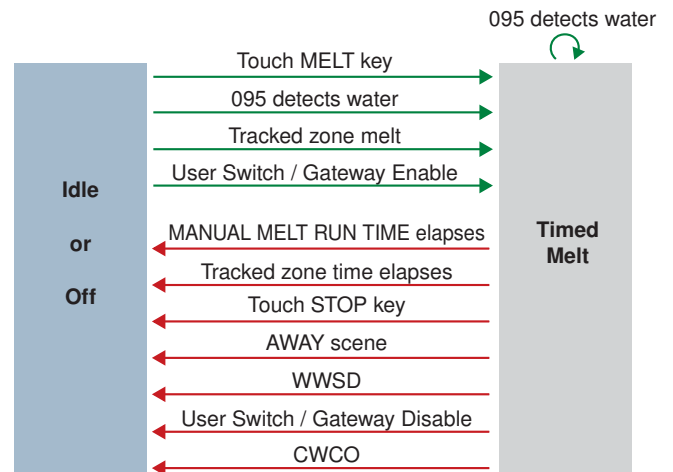 095 detects water
Touch MELT key
095 detects water
Tracked zone melt
User Switch / Gateway Enable
Idle
or
Off
MANUAL MELT RUN TIME elapses
Tracked zone time elapses
Touch STOP key
AWAY scene
WWSD
User Switch / Gateway Disable
CWCO
Timed
Melt